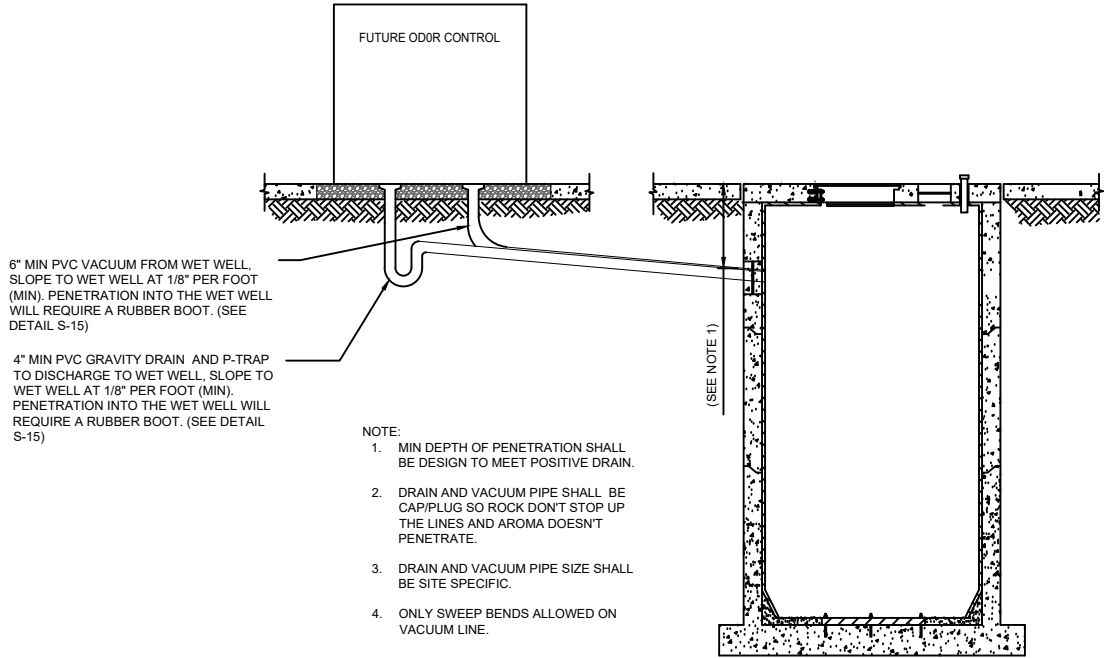 FUTURE OD0R CONTROL
6" MIN PVC VACUUM FROM WET WELL,
SLOPE TO WET WELL AT 1/8" PER FOOT
(MIN). PENETRATION INTO THE WET WELL
WILL REQUIRE A RUBBER BOOT. (SEE
DETAIL S-15)
4" MIN PVC GRAVITY DRAIN AND P-TRAP
TO DISCHARGE TO WET WELL, SLOPE TO
WET WELL AT 1/8" PER FOOT (MIN).
PENETRATION INTO THE WET WELL WILL
REQUIRE A RUBBER BOOT. (SEE DETAIL
S-15)
(SEE NOTE 1)
NOTE:
1. MIN DEPTH OF PENETRATION SHALL
BE DESIGN TO MEET POSITIVE DRAIN.
2. DRAIN AND VACUUM PIPE SHALL BE
CAP/PLUG SO ROCK DON'T STOP UP
THE LINES AND AROMA DOESN'T
PENETRATE.
3. DRAIN AND VACUUM PIPE SIZE SHALL
BE SITE SPECIFIC.
4. ONLY SWEEP BENDS ALLOWED ON
VACUUM LINE.